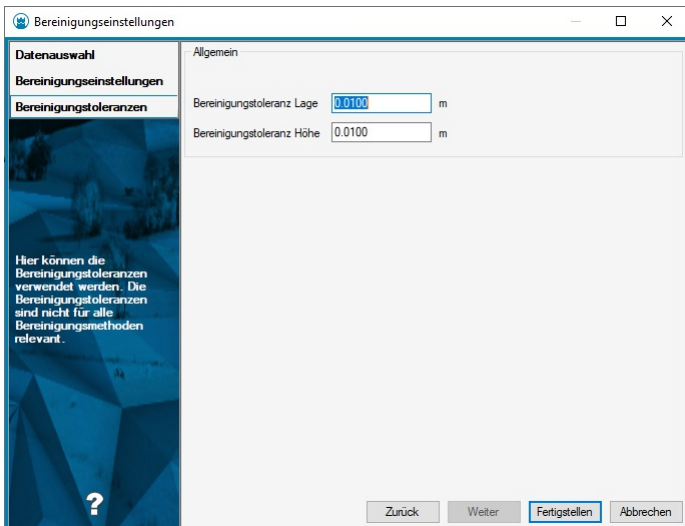 Bereinigungseinstellungen
Datenauswahl
Bereinigungseinstellungen
Bereinigungstoleranzen
Hier können die
Bereinigungstoleranzen
verwendet werden. Die
Bereinigungstoleranzen
sind nicht für alle
Bereinigungsmethoden
relevant.
?
Allgemein
Bereinigungstoleranz Lage 0.0100 m
Bereinigungstoleranz Höhe 0.0100 m
Zurück Weiter Fertigstellen Abbrechen